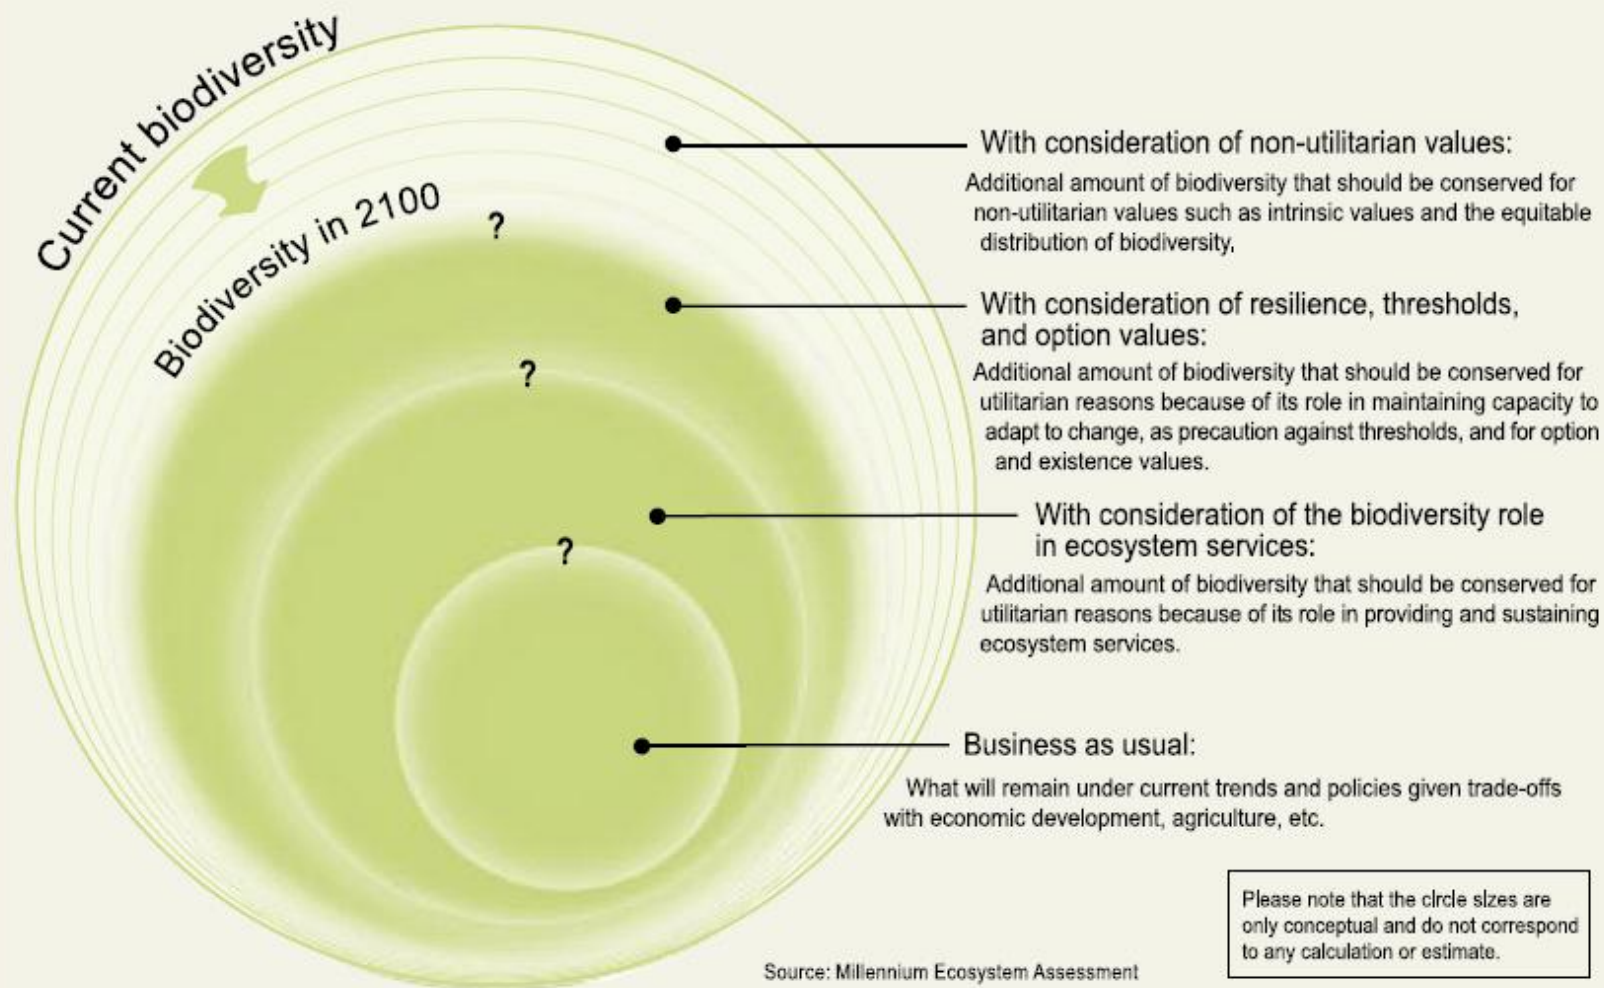 Current biodiversity
Biodiversity in 2100
?
?
?
With consideration of non-utilitarian values:
Additional amount of biodiversity that should be conserved for
non-utilitarian values such as intrinsic values and the equitable
distribution of biodiversity,
With consideration of resilience, thresholds,
and option values:
Additional amount of biodiversity that should be conserved for
utilitarian reasons because of its role in maintaining capacity to
adapt to change, as precaution against thresholds, and for option
and existence values.
With consideration of the biodiversity role
in ecosystem services:
Additional amount of biodiversity that should be conserved for
utilitarian reasons because of its role in providing and sustaining
ecosystem services.
Business as usual:
What will remain under current trends and policies given trade-offs
with economic development, agriculture, etc.
Please note that the circle sizes are
only conceptual and do not correspond
to any calculation or estimate.
Source: Millennium Ecosystem Assessment